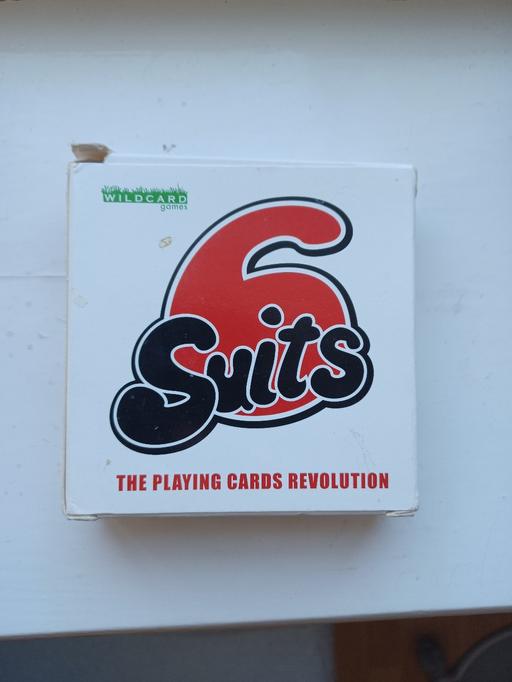 WILDCARD
games
6
Suits
THE PLAYING CARDS REVOLUTION